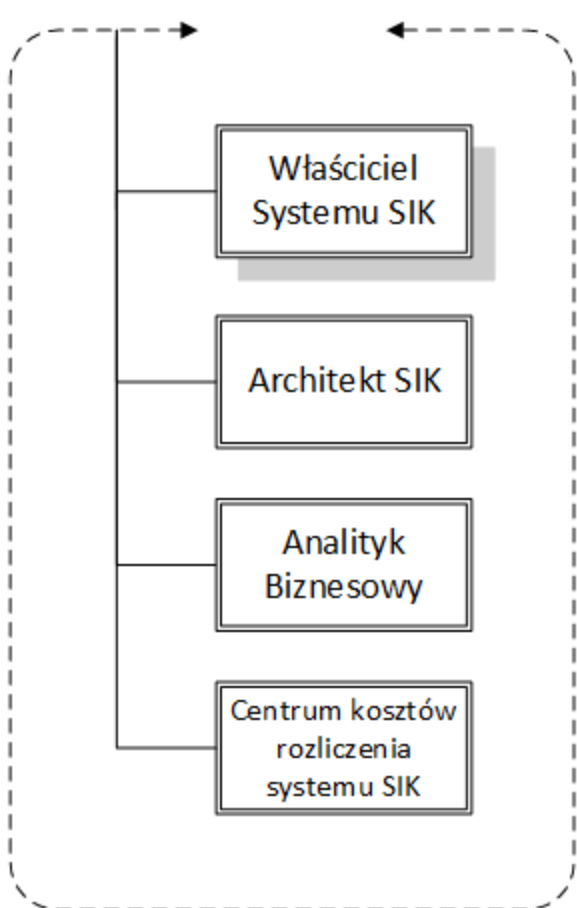 Właściciel
Systemu SIK
Architekt SIK
Analityk
Biznesowy
Centrum kosztów
rozliczenia
systemu SIK